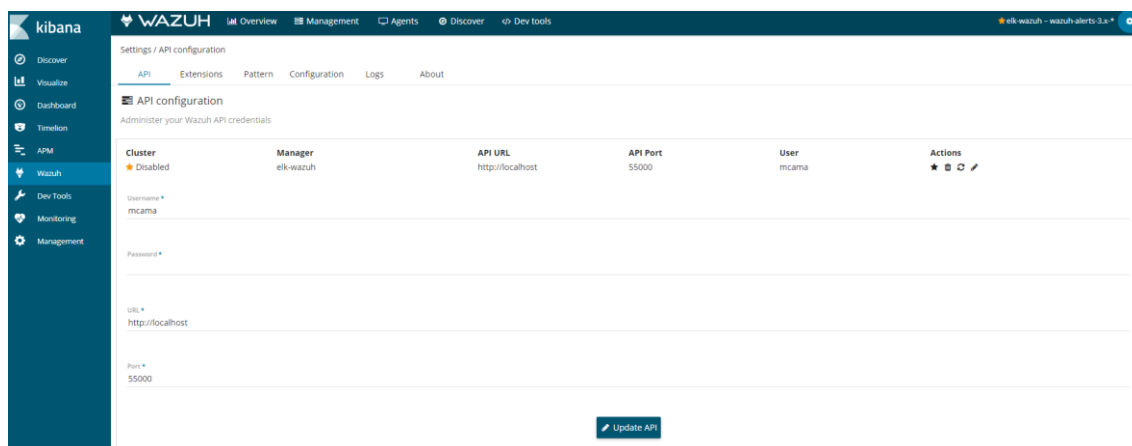 kibana
Discover
Visualize
Dashboard
Timelion
APM
Wazuh
Dev Tools
Monitoring
Management
WAZUH Overview Management Agents Discover Dev tools elk-wazuh – wazuh-alerts-3.x-*
Settings / API configuration
API Extensions Pattern Configuration Logs About
API configuration
Administer your Wazuh API credentials
Cluster Manager API URL API Port User Actions
Disabled elk-wazuh http://localhost 55000 mcama
Username *
mcama
Password *
URL *
http://localhost
Port *
55000
Update API